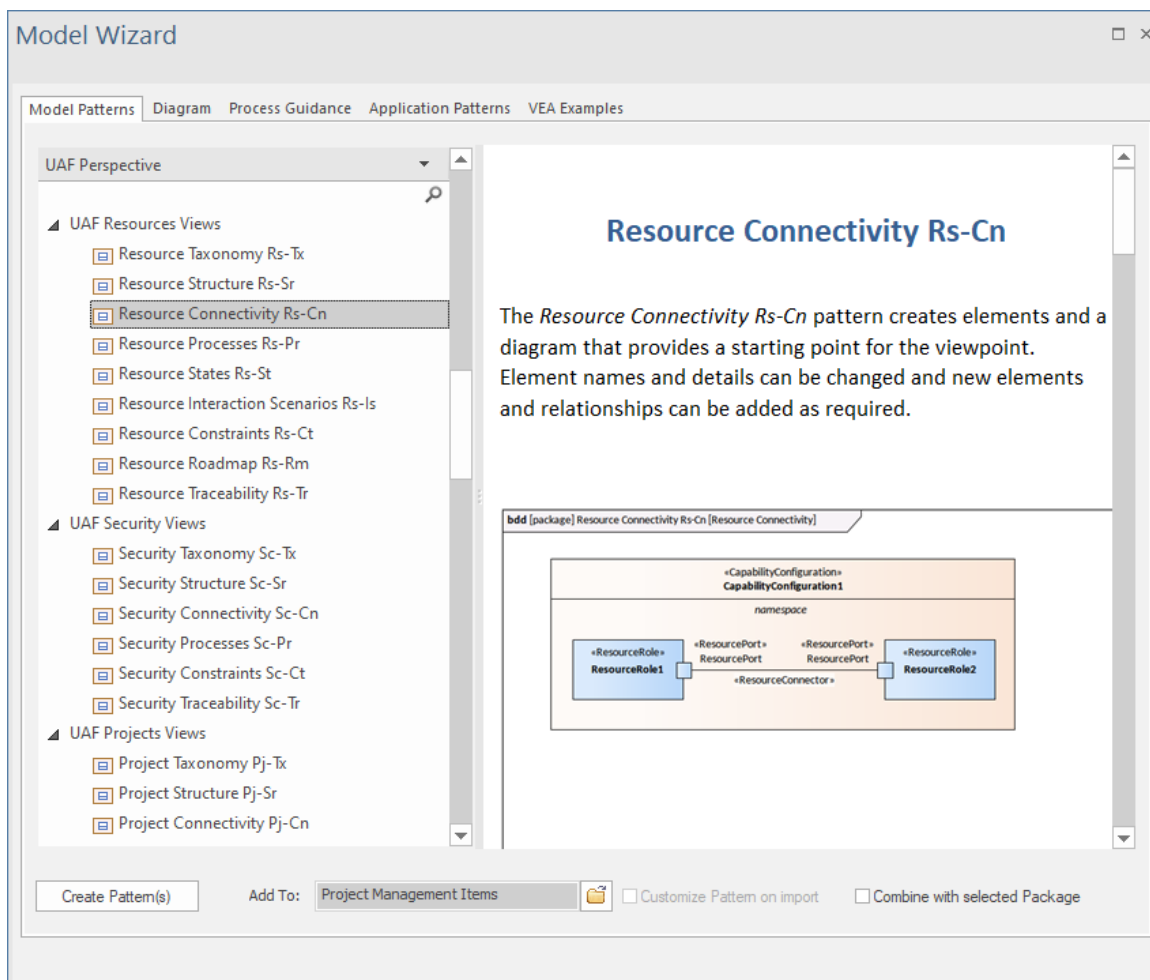 Model Wizard
Model Patterns
Diagram
Process Guidance
Application Patterns
VEA Examples
UAF Perspective
UAF Resources Views
Resource Taxonomy Rs-Tx
Resource Structure Rs-Sr
Resource Connectivity Rs-Cn
Resource Processes Rs-Pr
Resource States Rs-St
Resource Interaction Scenarios Rs-Is
Resource Constraints Rs-Ct
Resource Roadmap Rs-Rm
Resource Traceability Rs-Tr
UAF Security Views
Security Taxonomy Sc-Tx
Security Structure Sc-Sr
Security Connectivity Sc-Cn
Security Processes Sc-Pr
Security Constraints Sc-Ct
Security Traceability Sc-Tr
UAF Projects Views
Project Taxonomy Pj-Tx
Project Structure Pj-Sr
Project Connectivity Pj-Cn
Resource Connectivity Rs-Cn
The Resource Connectivity Rs-Cn pattern creates elements and a
diagram that provides a starting point for the viewpoint.
Element names and details can be changed and new elements
and relationships can be added as required.
bdd [package] Resource Connectivity Rs-Cn [Resource Connectivity]
«CapabilityConfiguration»
CapabilityConfiguration1
namespace
«ResourceRole»
ResourceRole1
«ResourcePort»
ResourcePort
«ResourcePort»
ResourcePort
«ResourceConnector»
«ResourceRole»
ResourceRole2
Create Pattern(s)
Add To:
Project Management Items
Customize Pattern on import
Combine with selected Package